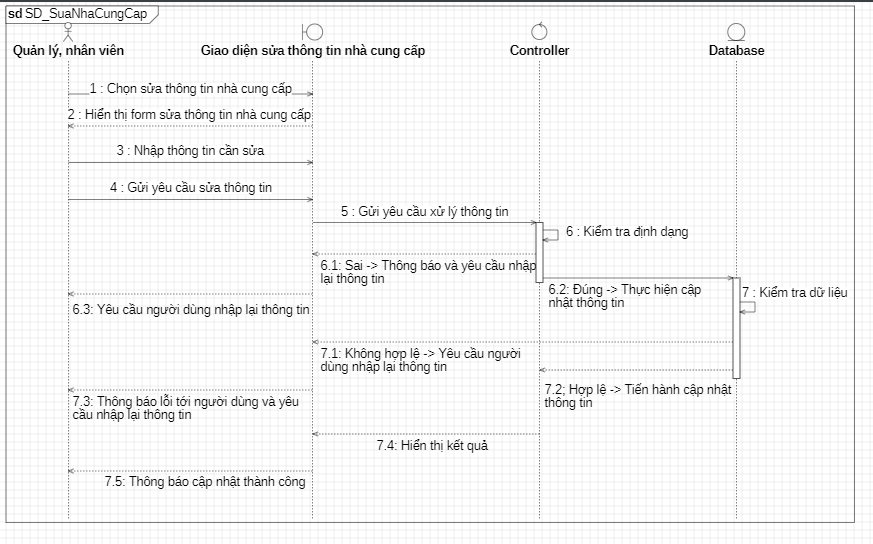 sd SD_SuaNhaCungCap
Quản lý, nhân viên
Giao diện sửa thông tin nhà cung cấp
Controller
Database
1 : Chọn sửa thông tin nhà cung cấp
2 : Hiển thị form sửa thông tin nhà cung cấp
3 : Nhập thông tin cần sửa
4 : Gửi yêu cầu sửa thông tin
5 : Gửi yêu cầu xử lý thông tin
6 : Kiểm tra định dạng
6.1: Sai -> Thông báo và yêu cầu nhập
lại thông tin
6.2: Đúng -> Thực hiện cập
nhật thông tin
7 : Kiểm tra dữ liệu
6.3: Yêu cầu người dùng nhập lại thông tin
7.1: Không hợp lệ -> Yêu cầu người
dùng nhập lại thông tin
7.2; Hợp lệ -> Tiến hành cập nhật
thông tin
7.3: Thông báo lỗi tới người dùng và yêu
cầu nhập lại thông tin
7.4: Hiển thị kết quả
7.5: Thông báo cập nhật thành công